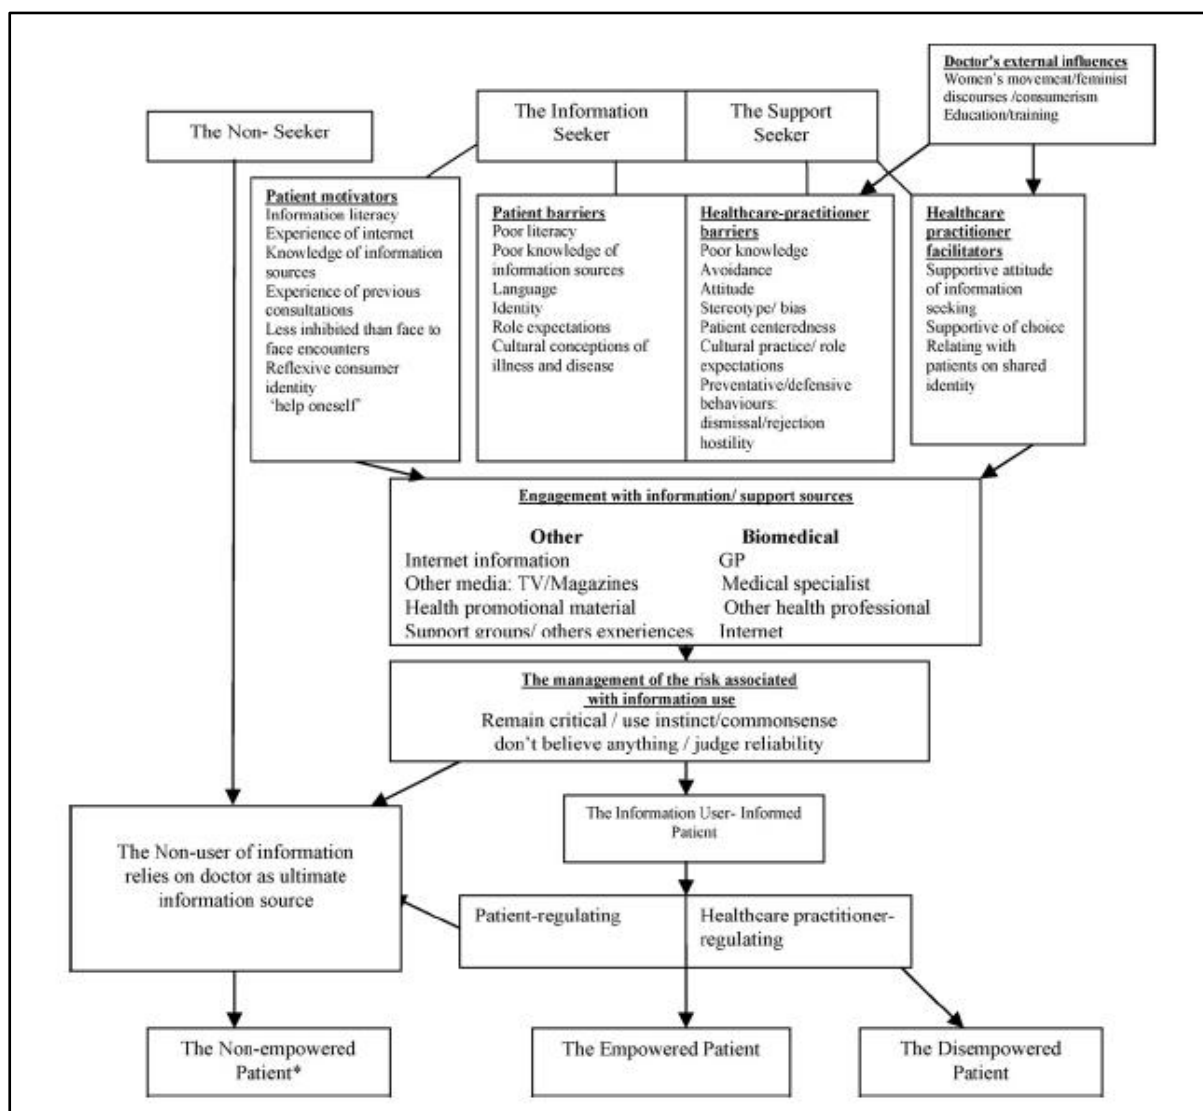 Doctor's external influences
Women's movement/feminist
discourses /consumerism
Education/training
The Non- Seeker
The Information
Seeker
The Support
Seeker
Patient motivators
Information literacy
Experience of internet
Knowledge of information
sources
Experience of previous
consultations
Less inhibited than face to
face encounters
Reflexive consumer
identity
'help oneself'
Patient barriers
Poor literacy
Poor knowledge of
information sources
Language
Identity
Role expectations
Cultural conceptions of
illness and disease
Healthcare-practitioner
barriers
Poor knowledge
Avoidance
Attitude
Stereotype/ bias
Patient centeredness
Cultural practice/ role
expectations
Preventative/defensive
behaviours:
dismissal/rejection
hostility
Healthcare
practitioner
facilitators
Supportive attitude
of information
seeking
Supportive of choice
Relating with
patients on shared
identity
Engagement with information/ support sources
Other
Internet information
Other media: TV/Magazines
Health promotional material
Support groups/ others experiences
Biomedical
GP
Medical specialist
Other health professional
Internet
The management of the risk associated
with information use
Remain critical / use instinct/commonsense
don't believe anything / judge reliability
The Information User- Informed
Patient
The Non-user of information
relies on doctor as ultimate
information source
Patient-regulating
Healthcare practitioner-
regulating
The Non-empowered
Patient*
The Empowered Patient
The Disempowered
Patient